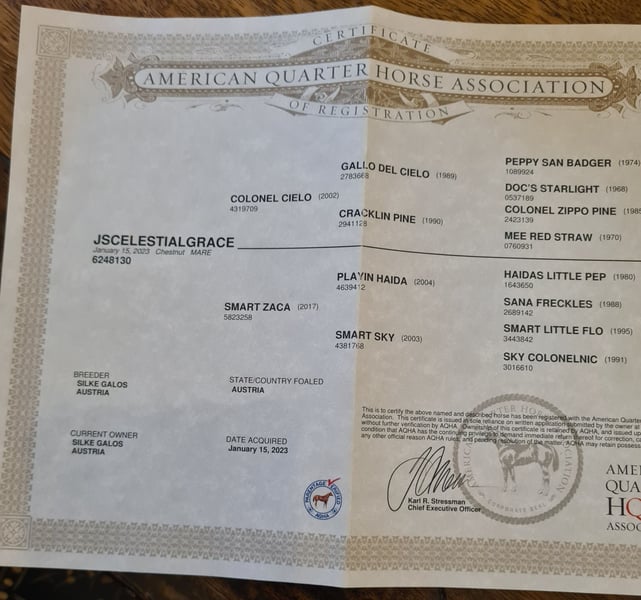 CERTIFICATE
AMERICAN QUARTER HORSE ASSOCIATION
OF REGISTRATION
PEPPY SAN BADGER (1974)
1089924
GALLO DEL CIELO (1989)
2783668
DOC'S STARLIGHT (1968)
0537189
COLONEL CIELO (2002)
4319709
COLONEL ZIPPO PINE
2423139
CRACKLIN PINE (1990)
2941128
MEE RED STRAW (1970)
0760931
JSCELESTIALGRACE
January 15, 2023 Chestnut MARE
6248130
HAIDAS LITTLE PEP (1980)
1643650
PLAYIN HAIDA (2004)
4639412
SANA FRECKLES (1988)
2689142
SMART ZACA (2017)
5823258
SMART LITTLE FLO (1995)
3443842
SMART SKY (2003)
4381768
SKY COLONELNIC (1991)
3016610
BREEDER
SILKE GALOS
AUSTRIA
STATE/COUNTRY FOALED
AUSTRIA
CURRENT OWNER
SILKE GALOS
AUSTRIA
DATE ACQUIRED
January 15, 2023
This is to certify the above named and described horse has been registered with the American Quarter
Association. This certificate is issued in sole reliance on written application submitted by the owner at
without further verification by AQHA. Ownership of this certificate is retained by AQHA, and issued
condition that AQHA has the continuing privilege to demand immediate return thereof for correction,
any other official reason AQHA rules, and pending resolution of the matter, AQHA may retain
PARENTAGE VERIFIED
AQHA
Karl R. Stressman
Chief Executive Officer
CORPORATE SEAL